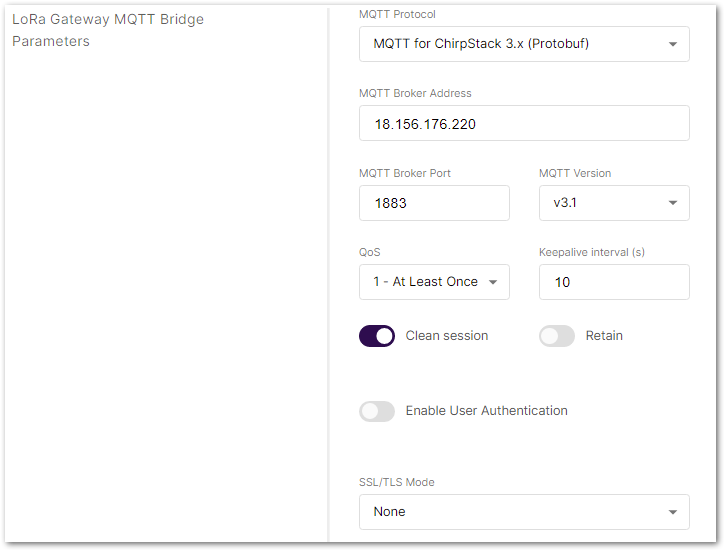 LoRa Gateway MQTT Bridge
Parameters
MQTT Protocol
MQTT for ChirpStack 3.x (Protobuf)
MQTT Broker Address
18.156.176.220
MQTT Broker Port
MQTT Version
1883
v3.1
QoS
Keepalive interval (s)
1 - At Least Once
10
Clean session
Retain
Enable User Authentication
SSL/TLS Mode
None